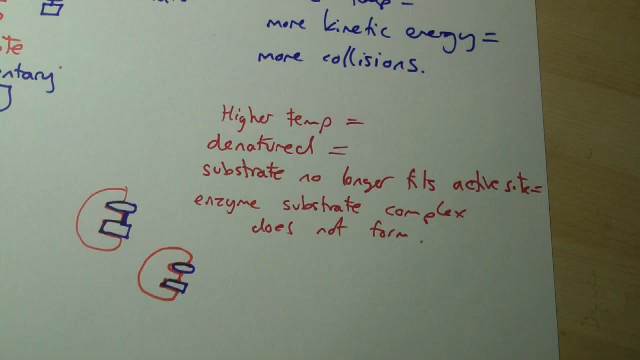 more kinetic energy =
more collisions.
Higher temp =
denatured =
substrate no longer fits active site =
enzyme substrate complex
does not form.